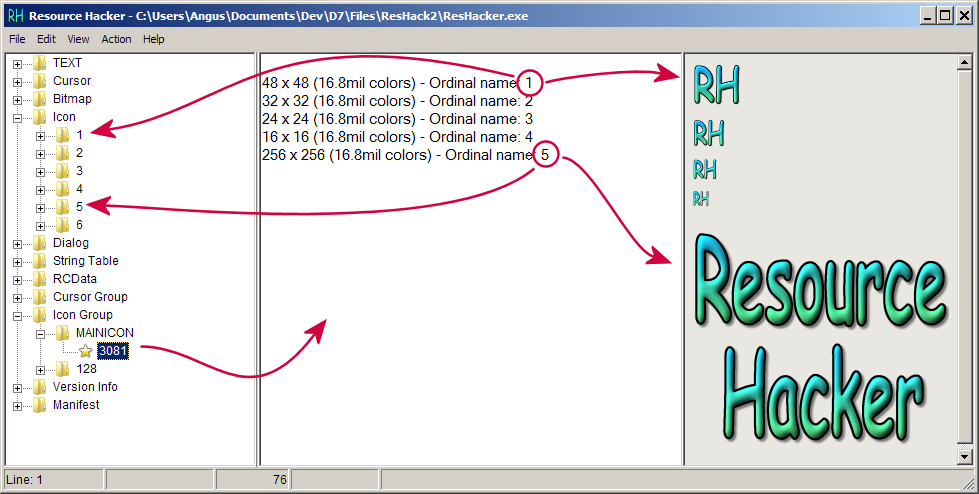 Resource Hacker - C:\Users\Angus\Documents\Dev\D7\Files\ResHack2\ResHacker.exe
File Edit View Action Help
TEXT
Cursor
Bitmap
Icon
1
2
3
4
5
6
Dialog
String Table
RCData
Cursor Group
Icon Group
MAINICON
3081
128
Version Info
Manifest
48 x 48 (16.8mil colors) - Ordinal name: 1
32 x 32 (16.8mil colors) - Ordinal name: 2
24 x 24 (16.8mil colors) - Ordinal name: 3
16 x 16 (16.8mil colors) - Ordinal name: 4
256 x 256 (16.8mil colors) - Ordinal name: 5
RH
RH
RH
RH
Resource
Hacker
Line: 1 76